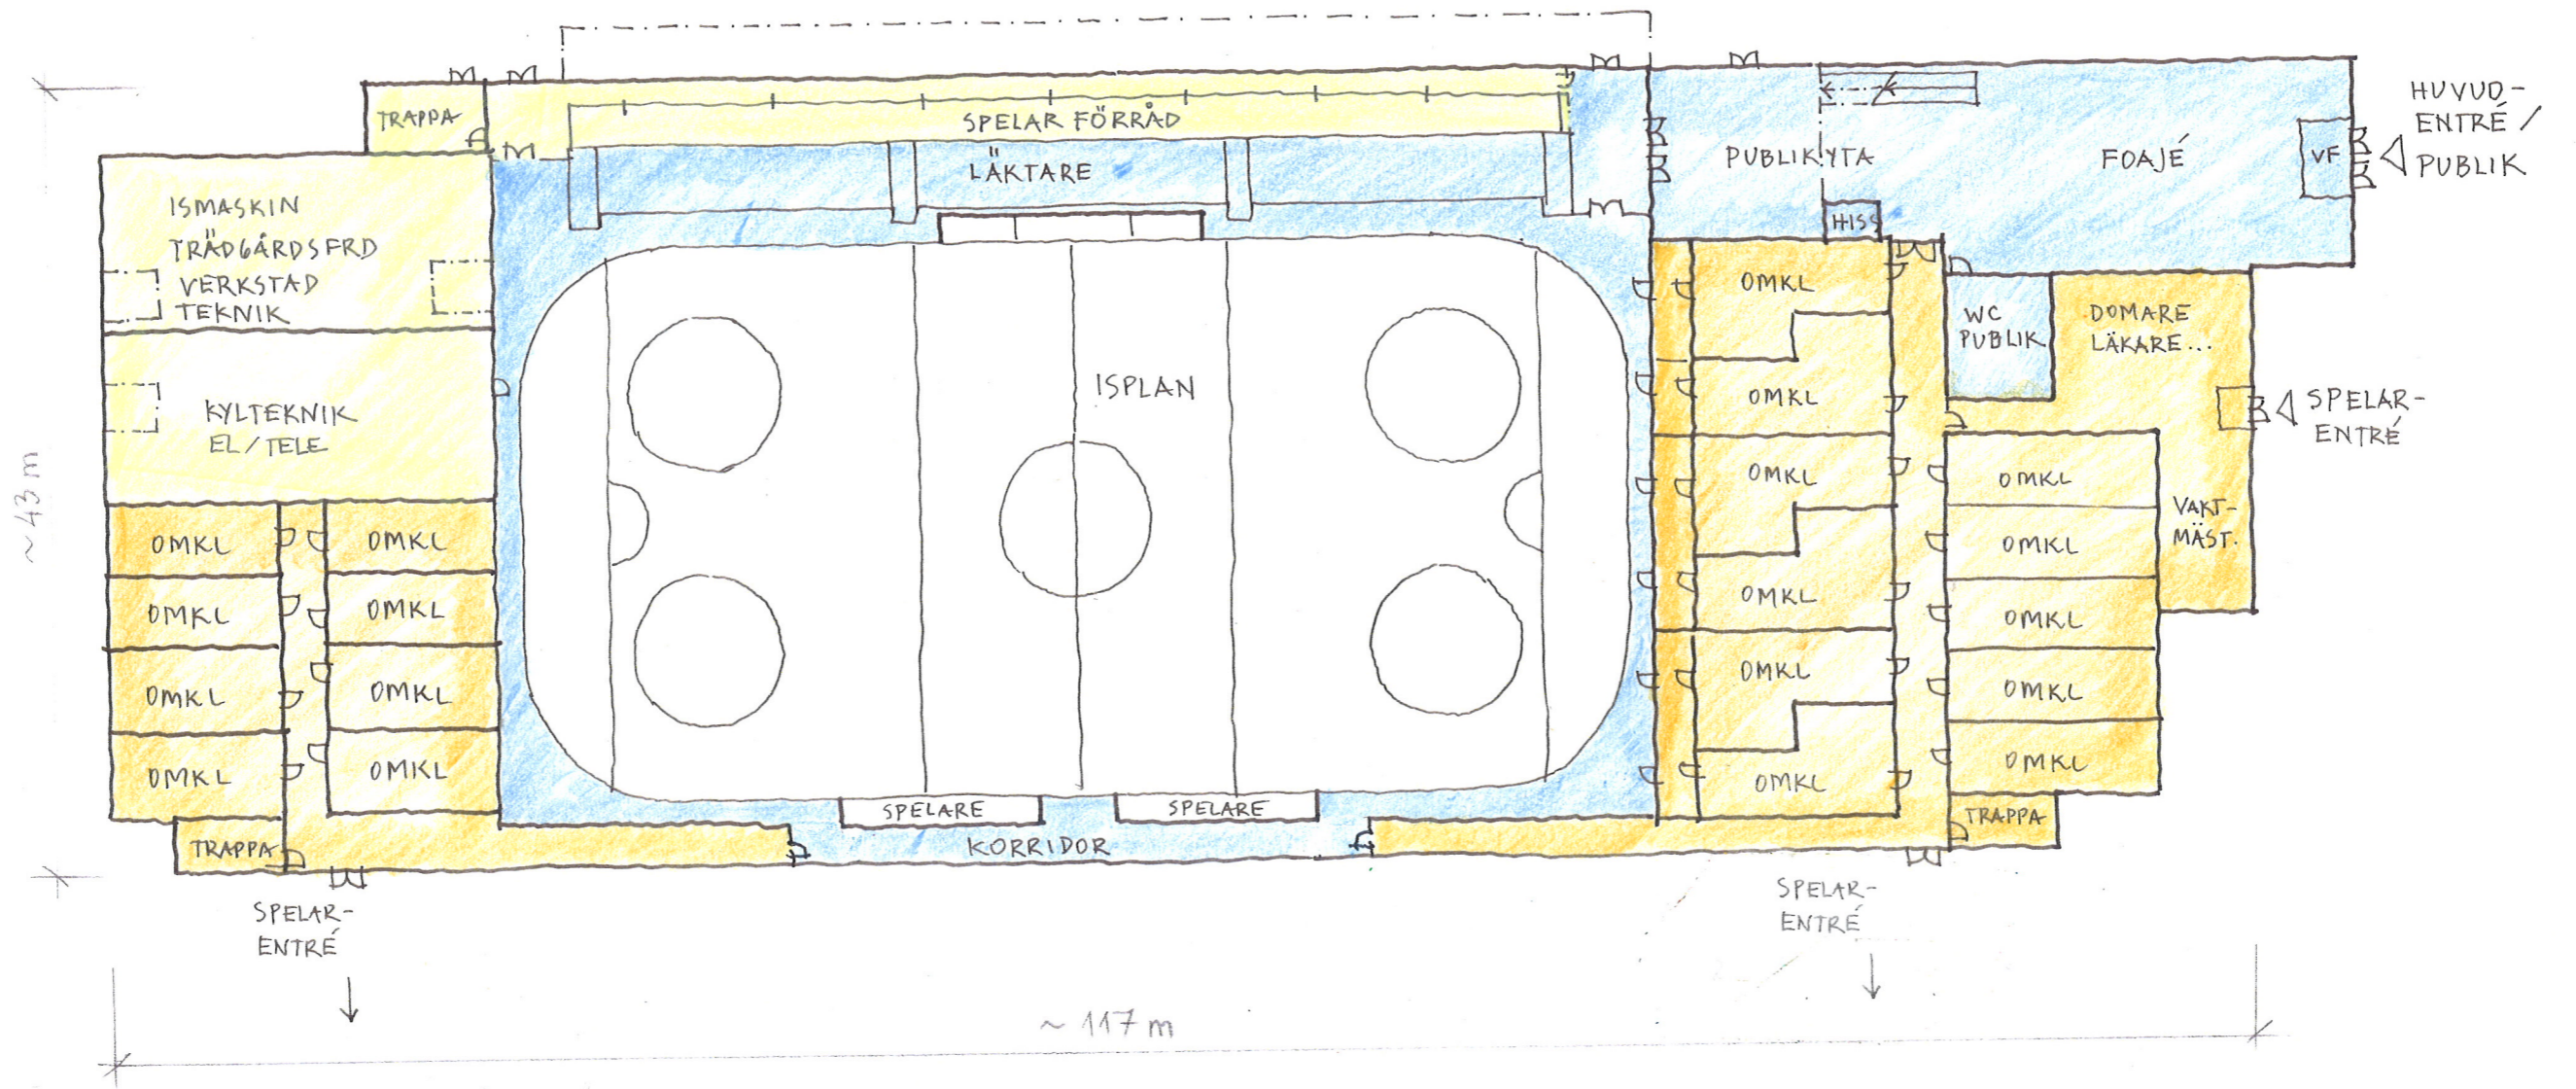 TRAPPA
SPELAR FÖRRÅD
LÄKTARE
PUBLIKYTA
FOAJÉ
VF
HUVUD-
ENTRÉ /
PUBLIK
HISS
ISMASKIN
TRÄDGÅRDSFRD
VERKSTAD
TEKNIK
KYLTEKNIK
EL/TELE
~ 43 m
ISPLAN
OMKL
OMKL
OMKL
OMKL
OMKL
OMKL
OMKL
OMKL
TRAPPA
SPELARE
SPELARE
KORRIDOR
OMKL
OMKL
OMKL
OMKL
OMKL
OMKL
WC
PUBLIK
DOMARE
LÄKARE...
SPELAR-
ENTRÉ
OMKL
OMKL
OMKL
OMKL
OMKL
VAKT-
MÄST.
TRAPPA
SPELAR-
ENTRÉ
SPELAR-
ENTRÉ
~ 117 m